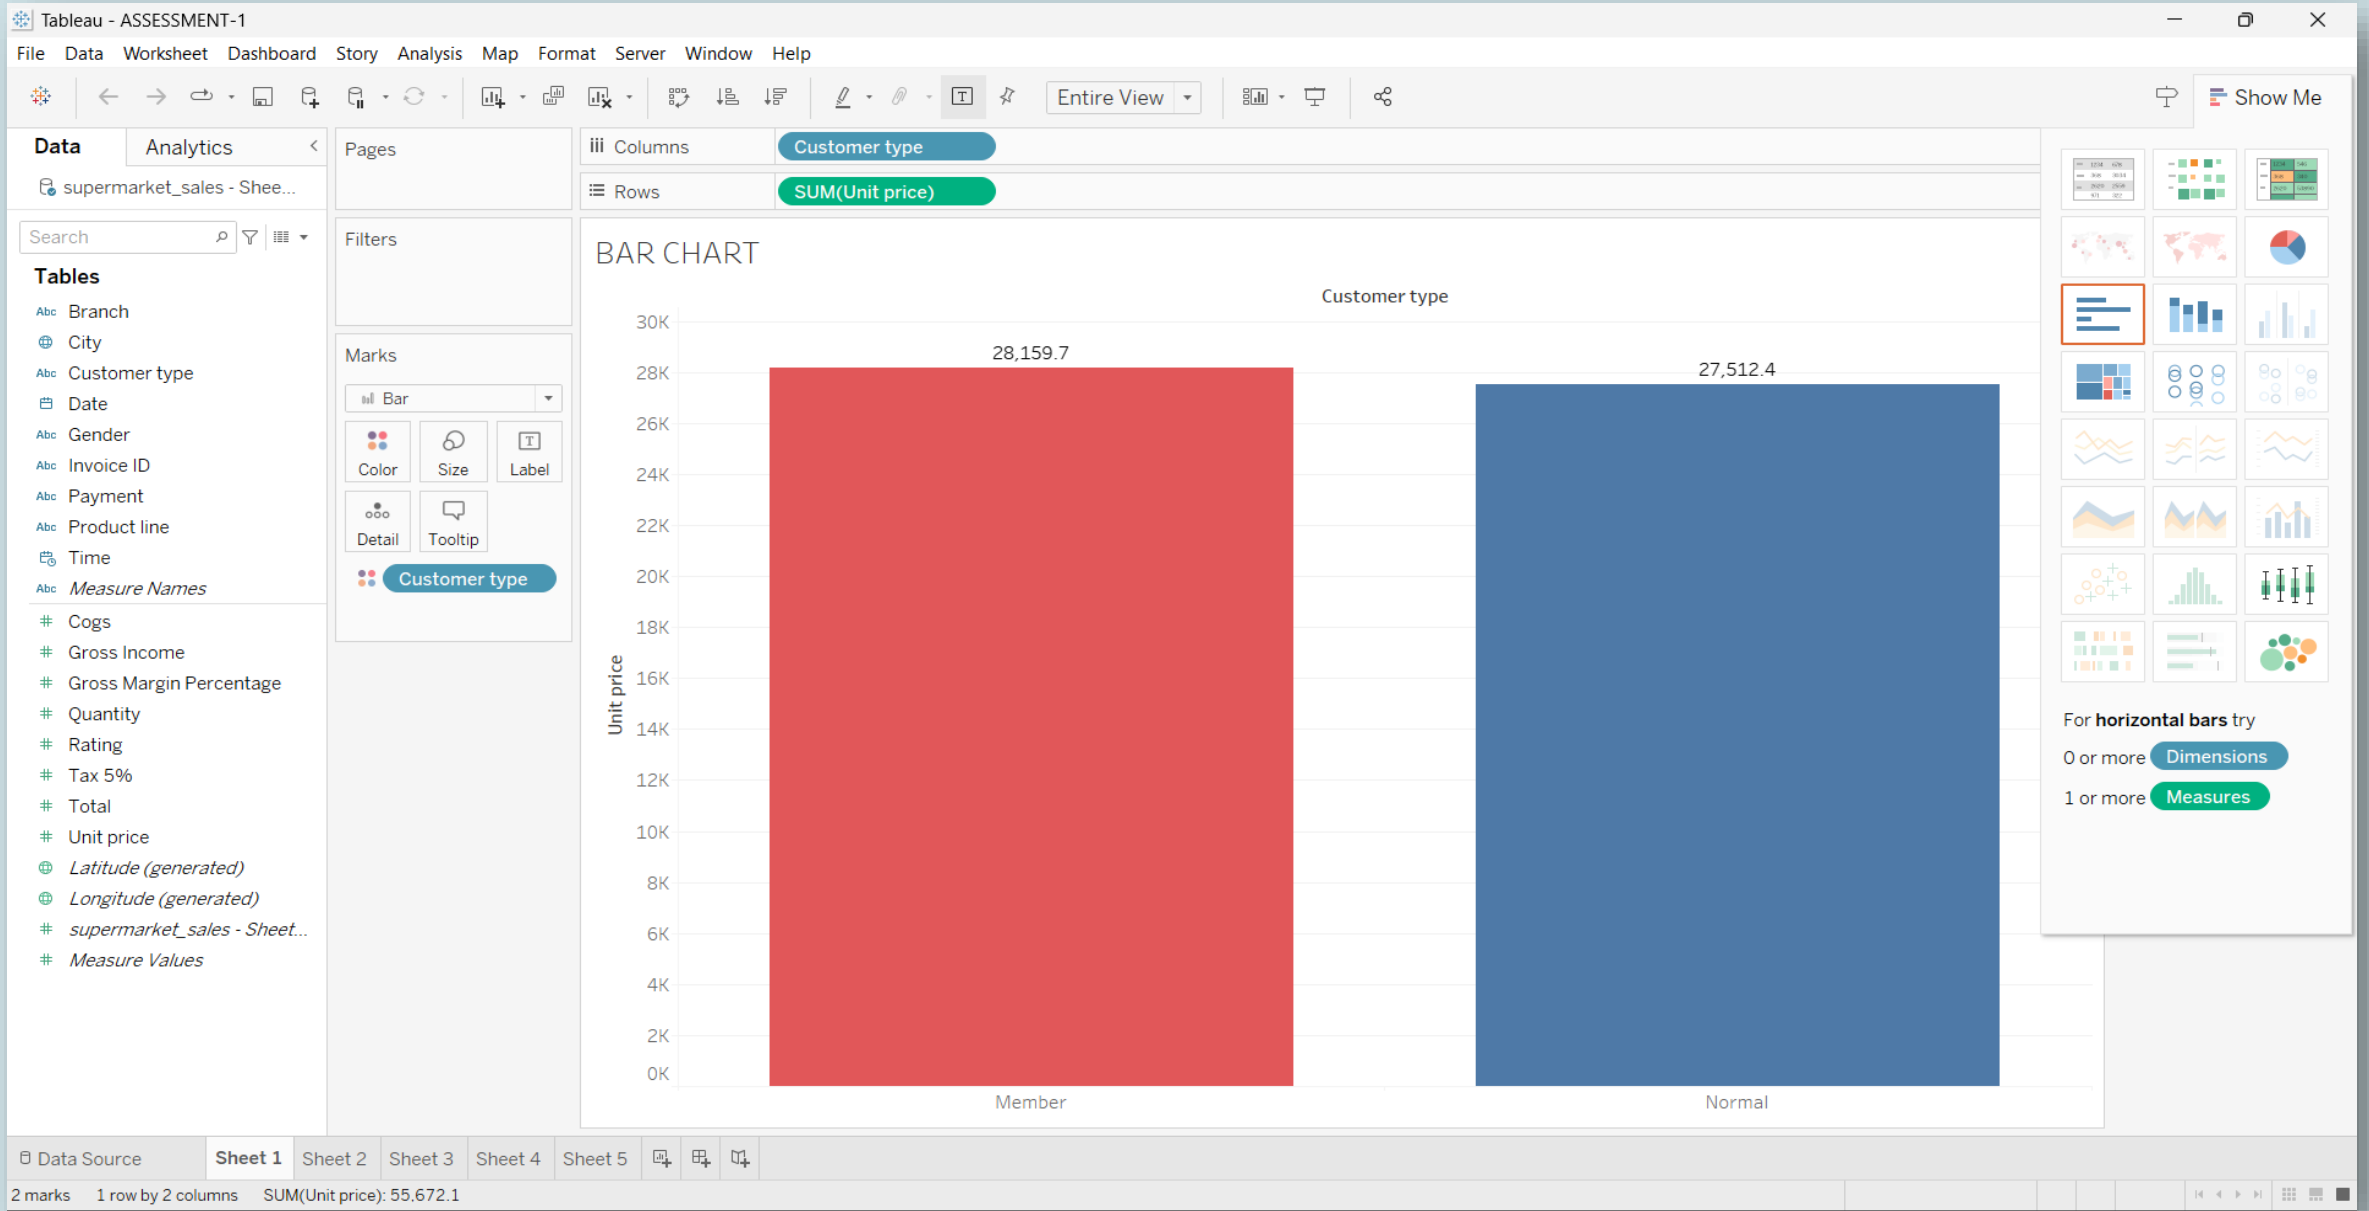 Tableau - ASSESSMENT-1
File Data Worksheet Dashboard Story Analysis Map Format Server Window Help
Entire View
Show Me
Data Analytics
supermarket_sales - Shee...
Search
Tables
Abc Branch
City
Abc Customer type
Date
Abc Gender
Abc Invoice ID
Abc Payment
Abc Product line
Time
Abc Measure Names
# Cogs
# Gross Income
# Gross Margin Percentage
# Quantity
# Rating
# Tax 5%
# Total
# Unit price
Latitude (generated)
Longitude (generated)
# supermarket_sales - Sheet...
# Measure Values
Pages
Filters
Marks
Bar
Color Size Label
Detail Tooltip
Customer type
Columns Customer type
Rows SUM(Unit price)
BAR CHART
Customer type
30K
28K
26K
24K
22K
20K
18K
16K
14K
12K
10K
8K
6K
4K
2K
0K
Unit price
28,159.7
27,512.4
Member Normal
For horizontal bars try
0 or more Dimensions
1 or more Measures
Data Source Sheet 1 Sheet 2 Sheet 3 Sheet 4 Sheet 5
2 marks 1 row by 2 columns SUM(Unit price): 55,672.1